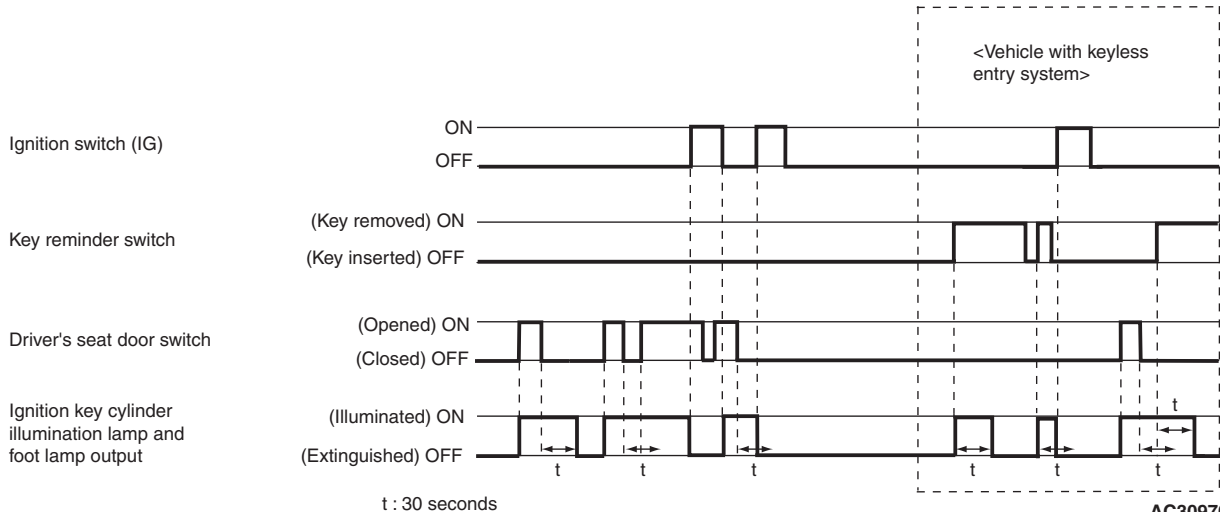 <Vehicle with keyless
entry system>
Ignition switch (IG)
ON
OFF
Key reminder switch
(Key removed) ON
(Key inserted) OFF
Driver's seat door switch
(Opened) ON
(Closed) OFF
Ignition key cylinder
illumination lamp and
foot lamp output
(Illuminated) ON
(Extinguished) OFF
t
t
t
t
t
t
t
t
t : 30 seconds